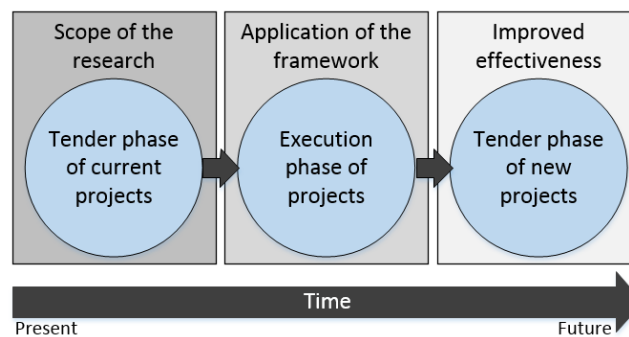 Scope of the
research
Tender phase
of current
projects
Application of the
framework
Execution
phase of
projects
Improved
effectiveness
Tender phase
of new
projects
Time
Present
Future